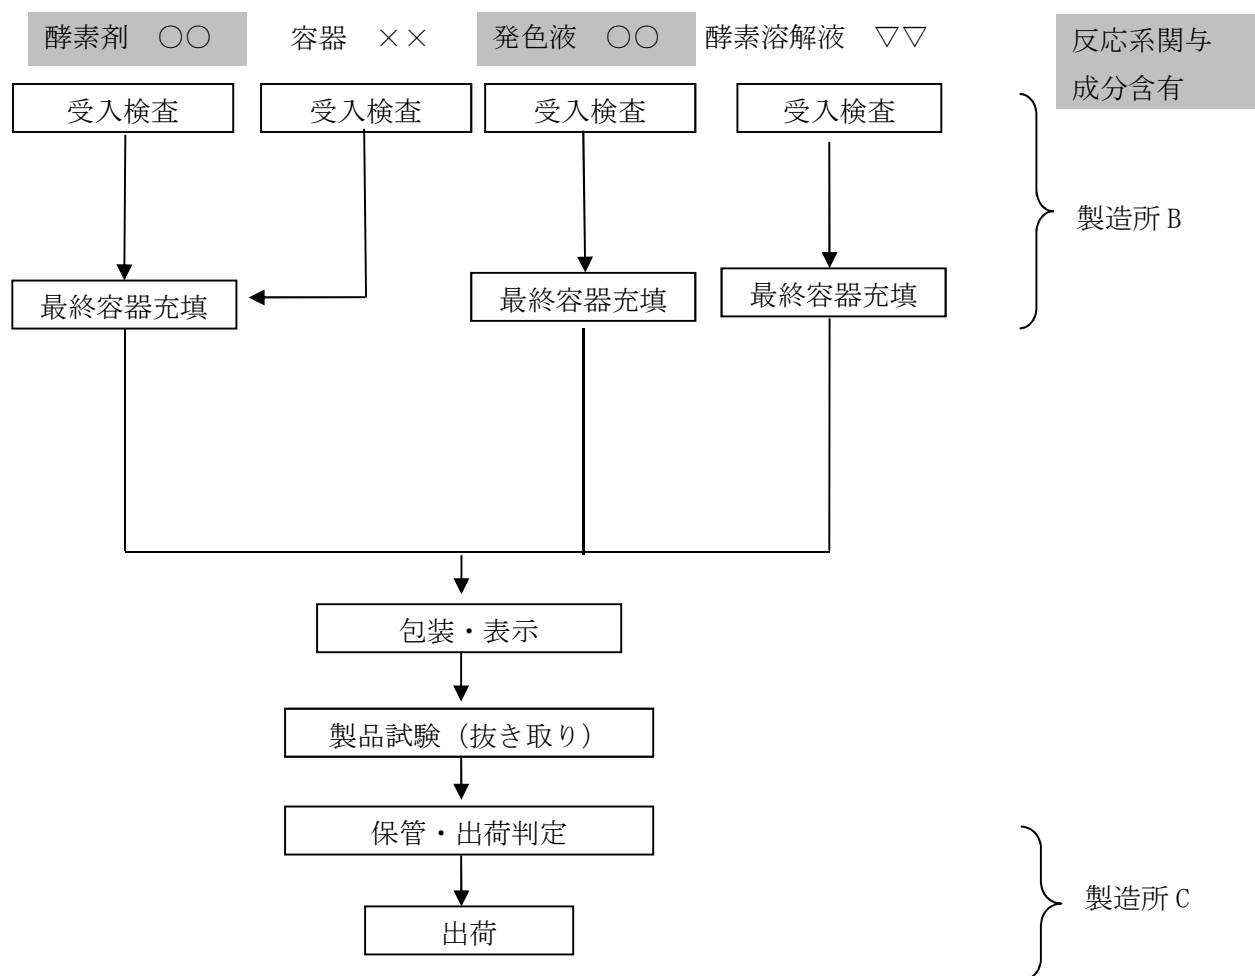 酵素剤 ○○
容器 ××
発色液 ○○
酵素溶解液 ▽▽
反応系関与
成分含有
受入検査
受入検査
受入検査
受入検査
製造所 B
最終容器充填
最終容器充填
最終容器充填
包装・表示
製品試験（抜き取り）
保管・出荷判定
製造所 C
出荷